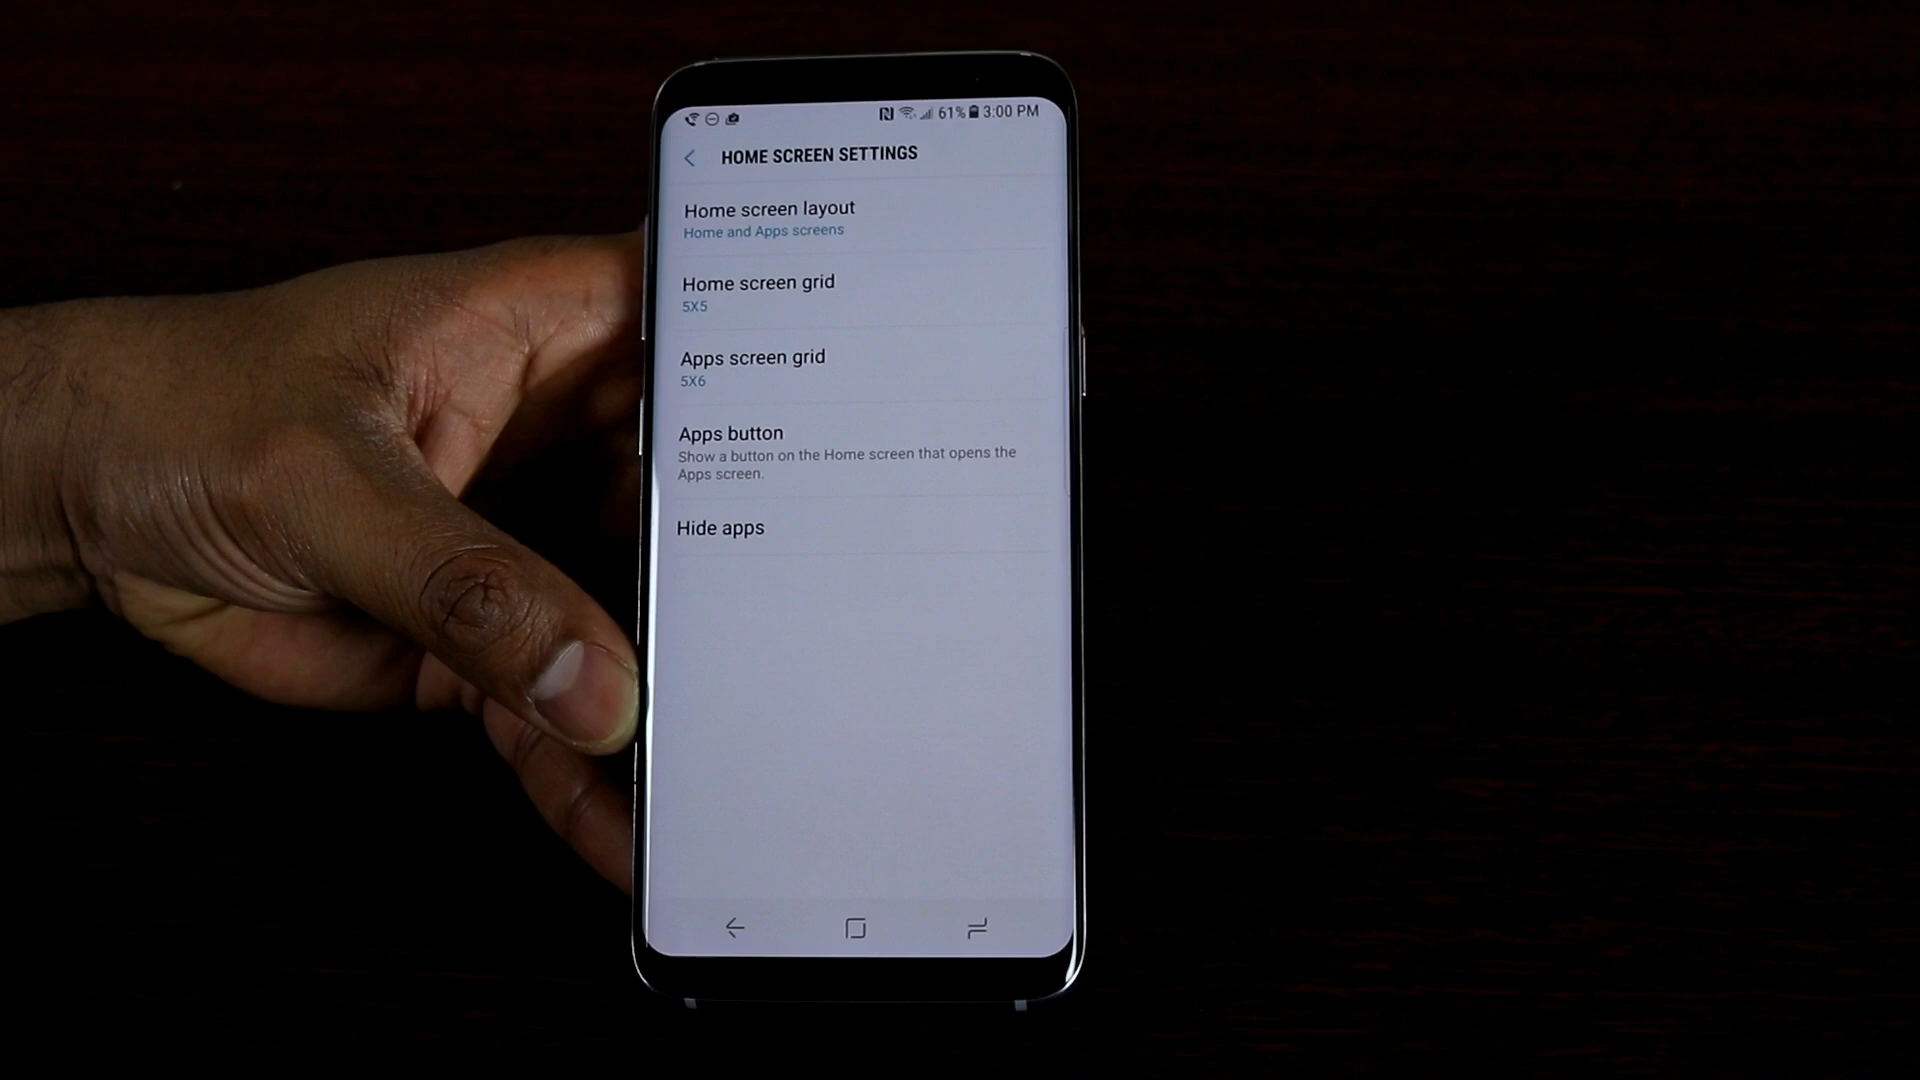 61% 3:00 PM
HOME SCREEN SETTINGS
Home screen layout
Home and Apps screens
Home screen grid
5X5
Apps screen grid
5X6
Apps button
Show a button on the Home screen that opens the
Apps screen.
Hide apps